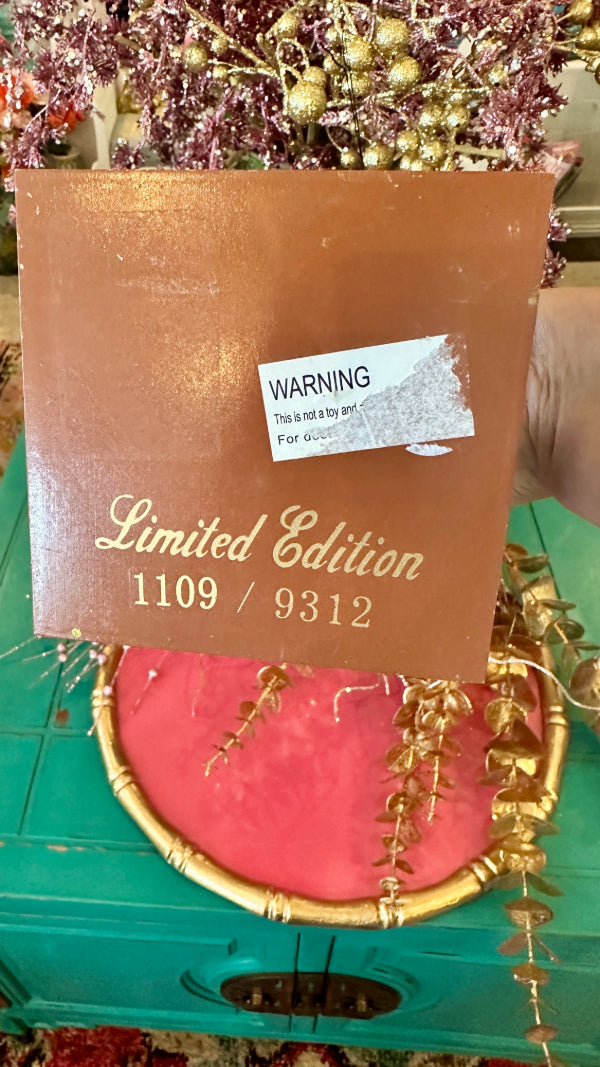 WARNING
This is not a toy and
For
Limited Edition
1109 / 9312